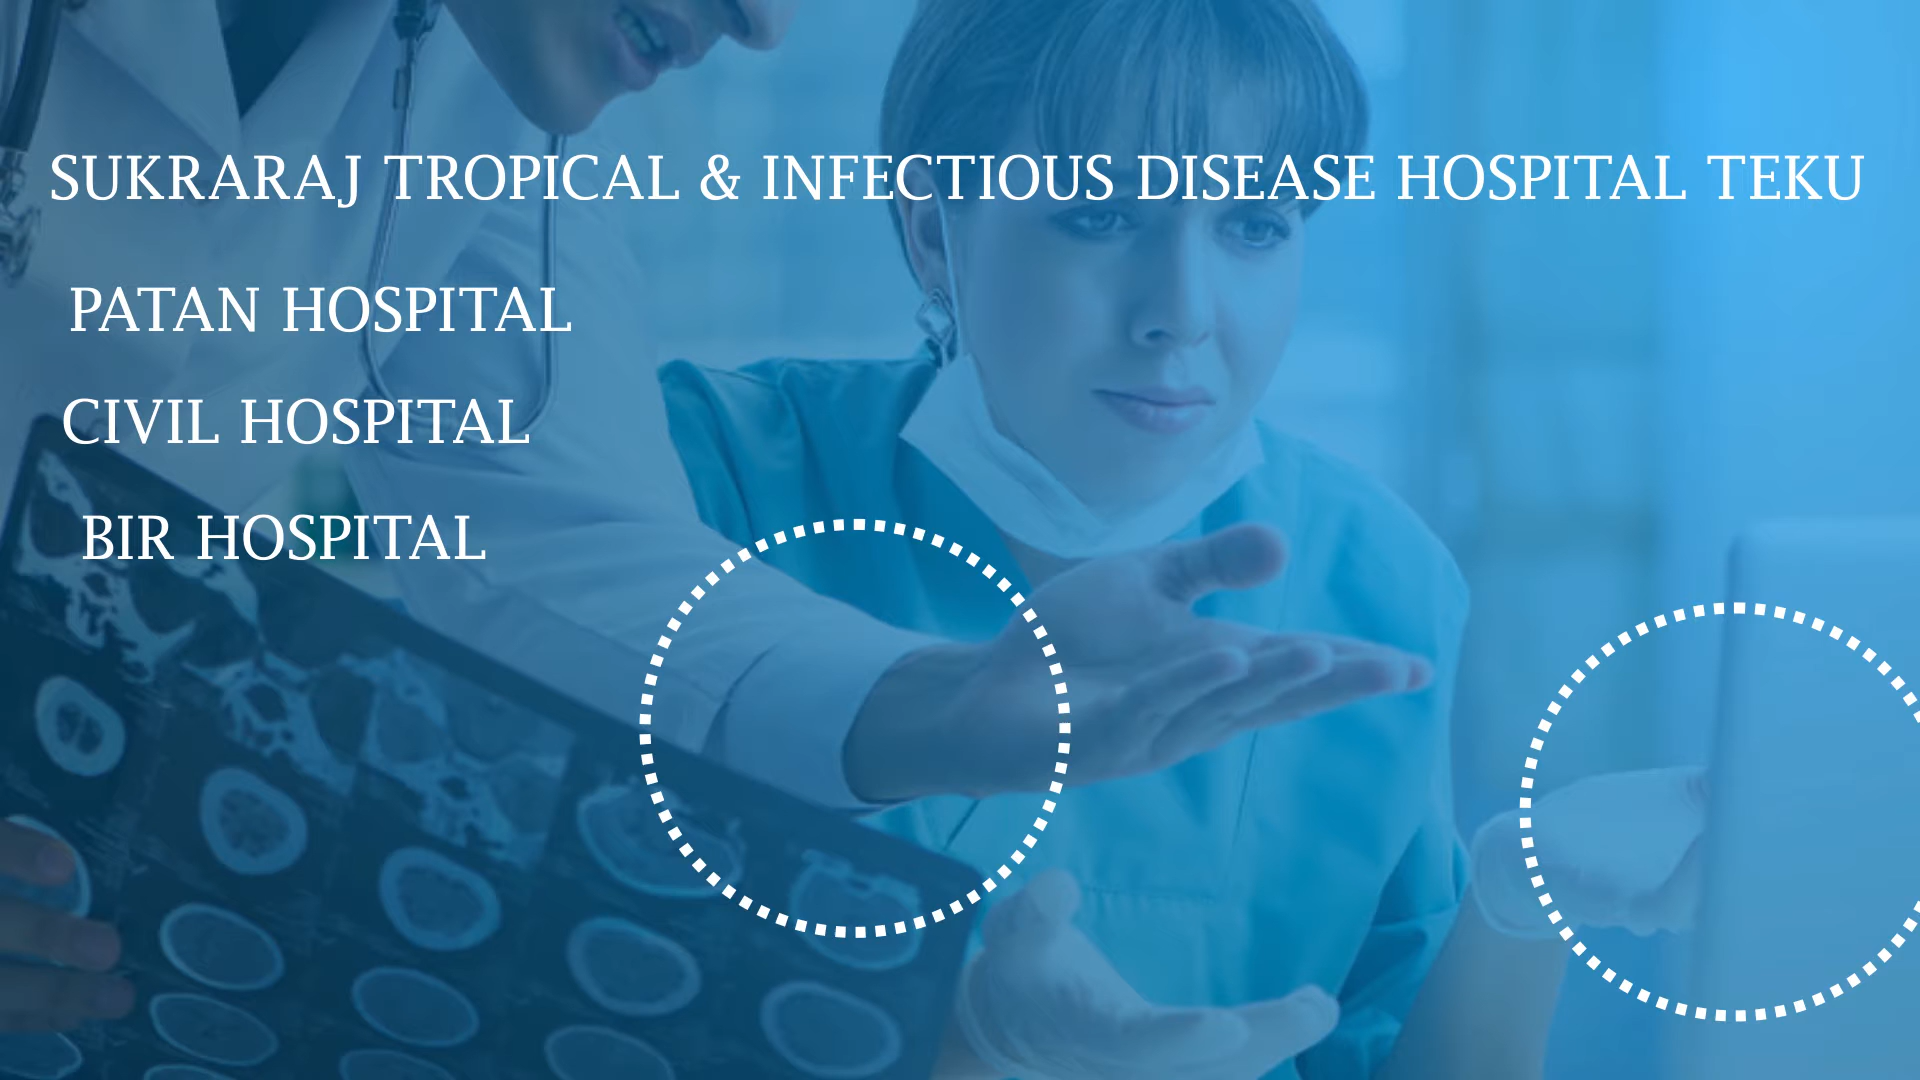 SUKRARAJ TROPICAL & INFECTIOUS DISEASE HOSPITAL TEKU
PATAN HOSPITAL
CIVIL HOSPITAL
BIR HOSPITAL